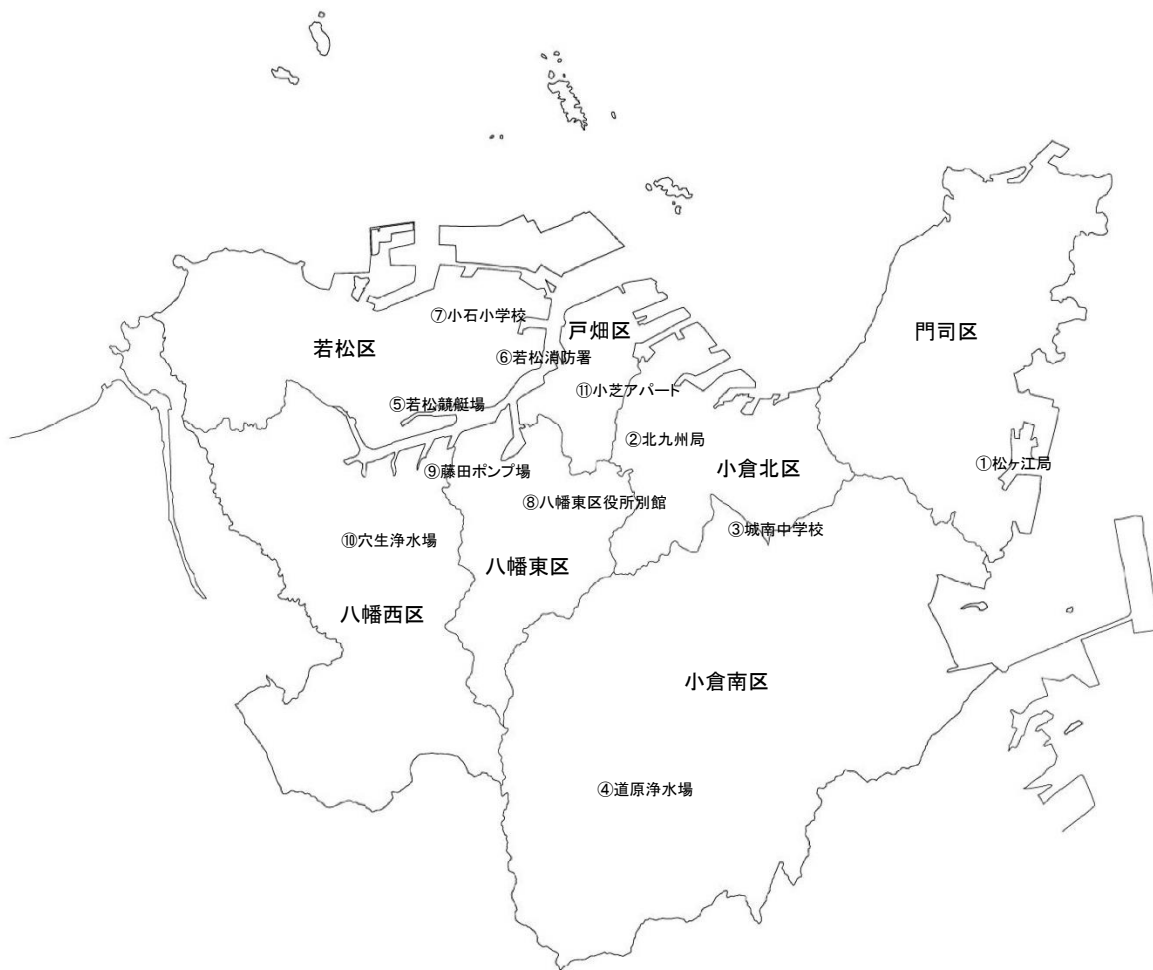 ⑦小石小学校
戸畑区
門司区
若松区
⑥若松消防署
⑪小芝アパート
⑤若松競艇場
②北九州局
①松ヶ江局
⑨藤田ポンプ場
小倉北区
⑧八幡東区役所別館
③城南中学校
⑩穴生浄水場
八幡東区
八幡西区
小倉南区
④道原浄水場